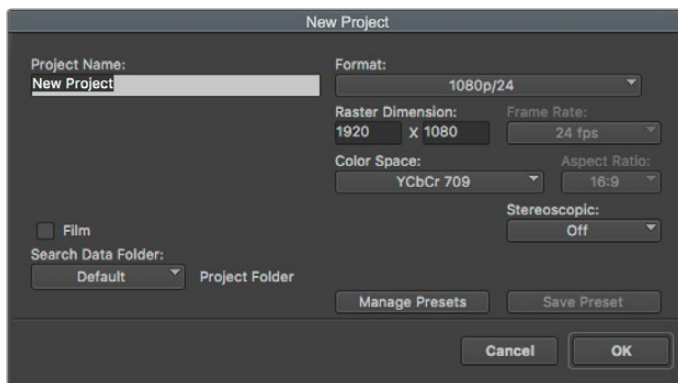 New Project
Project Name:
New Project
Format:
1080p/24
Raster Dimension:
1920 x 1080
Frame Rate:
24 fps
Color Space:
YCbCr 709
Aspect Ratio:
16:9
Stereoscopic:
Off
Film
Search Data Folder:
Default Project Folder
Manage Presets Save Preset
Cancel OK